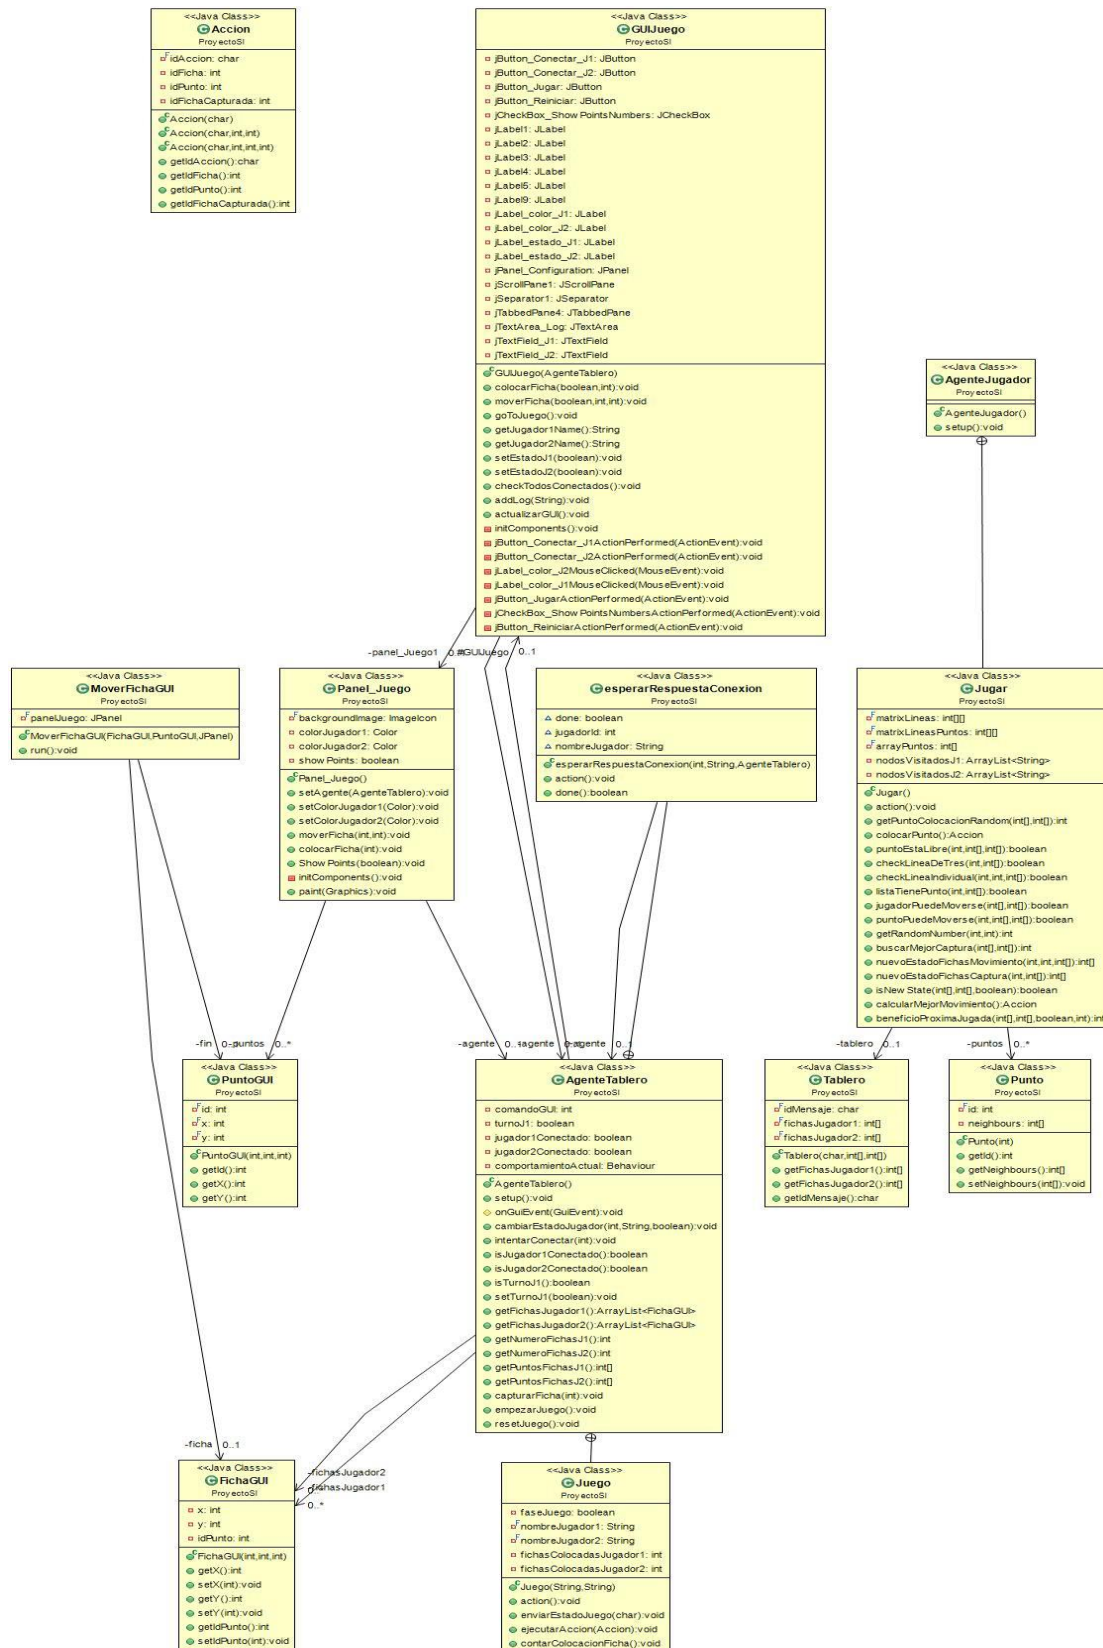 <<Java Class>>
Accion
ProyectoSI
idAccion: char
idFicha: int
idPunto: int
idFichaCapturada: int
Accion(char)
Accion(char,int,int)
Accion(char,int,int,int)
getIdAccion():char
getIdFicha():int
getIdPunto():int
getIdFichaCapturada():int
<<Java Class>>
GUIJuego
ProyectoSI
jButton_Conectar_J1: JButton
jButton_Conectar_J2: JButton
jButton_Jugar: JButton
jButton_Reiniciar: JButton
jCheckBox_ShowPointsNumbers: JCheckBox
jLabel1: JLabel
jLabel2: JLabel
jLabel3: JLabel
jLabel4: JLabel
jLabel5: JLabel
jLabel9: JLabel
jLabel_color_J1: JLabel
jLabel_color_J2: JLabel
jLabel_estado_J1: JLabel
jLabel_estado_J2: JLabel
jPanel_Configuration: JPanel
jScrollPane1: JScrollPane
jSeparator1: JSeparator
jTabbedPane4: JTabbedPane
jTextArea_Log: JTextArea
jTextField_J1: JTextField
jTextField_J2: JTextField
GUIJuego(AgenteTablero)
colocarFicha(boolean,int):void
moverFicha(boolean,int,int):void
goToJuego():void
getJugador1Name():String
getJugador2Name():String
setEstadoJ1(boolean):void
setEstadoJ2(boolean):void
checkTodosConectados():void
addLog(String):void
actualizarGUI():void
initComponents():void
jButton_Conectar_J1ActionPerformed(ActionEvent):void
jButton_Conectar_J2ActionPerformed(ActionEvent):void
jLabel_color_J2MouseClicked(MouseEvent):void
jLabel_color_J1MouseClicked(MouseEvent):void
jButton_JugarActionPerformed(ActionEvent):void
jCheckBox_ShowPointsNumbersActionPerformed(ActionEvent):void
jButton_ReiniciarActionPerformed(ActionEvent):void
<<Java Class>>
AgenteJugador
ProyectoSI
AgenteJugador()
setup():void
-panel_Juego1
#GUIJuego
0..1
<<Java Class>>
MoverFichaGUI
ProyectoSI
panelJuego: JPanel
MoverFichaGUI(FichaGUI,PuntoGUI,JPanel)
run():void
<<Java Class>>
Panel_Juego
ProyectoSI
backgroundImage: ImageIcon
colorJugador1: Color
colorJugador2: Color
showPoints: boolean
Panel_Juego()
setAgente(AgenteTablero):void
setColorJugador1(Color):void
setColorJugador2(Color):void
moverFicha(int,int):void
colocarFicha(int):void
ShowPoints(boolean):void
initComponents():void
paint(Graphics):void
<<Java Class>>
esperarRespuestaConexion
ProyectoSI
done: boolean
jugadorId: int
nombreJugador: String
esperarRespuestaConexion(int,String,AgenteTablero)
action():void
done():boolean
<<Java Class>>
Jugar
ProyectoSI
matrixLineas: int[][]
matrixLineasPuntos: int[][]
arrayPuntos: int[]
nodosVisitadosJ1: ArrayList<String>
nodosVisitadosJ2: ArrayList<String>
Jugar()
action():void
getPuntoColocacionRandom(int[],int[]):int
colocarPunto():Accion
puntoEstaLibre(int,int[],int[]):boolean
checkLineaDeTres(int,int[]):boolean
checkLineaIndividual(int,int,int[]):boolean
listaTienePunto(int,int[]):boolean
jugadorPuedeMoverse(int[],int[]):boolean
puntoPuedeMoverse(int,int[],int[]):boolean
getRandomNumber(int,int):int
buscarMejorCaptura(int[],int[]):int
nuevoEstadoFichasMovimiento(int,int,int[]):int[]
nuevoEstadoFichasCaptura(int,int[]):int[]
isNewState(int[],int[],boolean):boolean
calcularMejorMovimiento():Accion
beneficioProximaJugada(int[],int[],boolean,int):int
-fin
-puntos
0..*
-agente
-agente
-agente
0..1
-tablero
0..1
-puntos
0..*
<<Java Class>>
PuntoGUI
ProyectoSI
id: int
x: int
y: int
PuntoGUI(int,int,int)
getId():int
getX():int
getY():int
<<Java Class>>
AgenteTablero
ProyectoSI
comandoGUI: int
turnoJ1: boolean
jugador1Conectado: boolean
jugador2Conectado: boolean
comportamientoActual: Behaviour
AgenteTablero()
setup():void
onGuiEvent(GuiEvent):void
cambiarEstadoJugador(int,String,boolean):void
intentarConectar(int):void
isJugador1Conectado():boolean
isJugador2Conectado():boolean
isTurnoJ1():boolean
setTurnoJ1(boolean):void
getFichasJugador1():ArrayList<FichaGUI>
getFichasJugador2():ArrayList<FichaGUI>
getNumeroFichasJ1():int
getNumeroFichasJ2():int
getPuntosFichasJ1():int[]
getPuntosFichasJ2():int[]
capturarFicha(int):void
empezarJuego():void
resetJuego():void
<<Java Class>>
Tablero
ProyectoSI
idMensaje: char
fichasJugador1: int[]
fichasJugador2: int[]
Tablero(char,int[],int[])
getFichasJugador1():int[]
getFichasJugador2():int[]
getIdMensaje():char
<<Java Class>>
Punto
ProyectoSI
id: int
neighbours: int[]
Punto(int)
getId():int
getNeighbours():int[]
setNeighbours(int[]):void
-ficha
0..1
-fichasJugador2
-fichasJugador1
0..*
<<Java Class>>
FichaGUI
ProyectoSI
x: int
y: int
idPunto: int
FichaGUI(int,int,int)
getX():int
setX(int):void
getY():int
setY(int):void
getIdPunto():int
setIdPunto(int):void
<<Java Class>>
Juego
ProyectoSI
faseJuego: boolean
nombreJugador1: String
nombreJugador2: String
fichasColocadasJugador1: int
fichasColocadasJugador2: int
Juego(String,String)
action():void
enviarEstadoJuego(char):void
ejecutarAccion(Accion):void
contarColocacionFicha():void